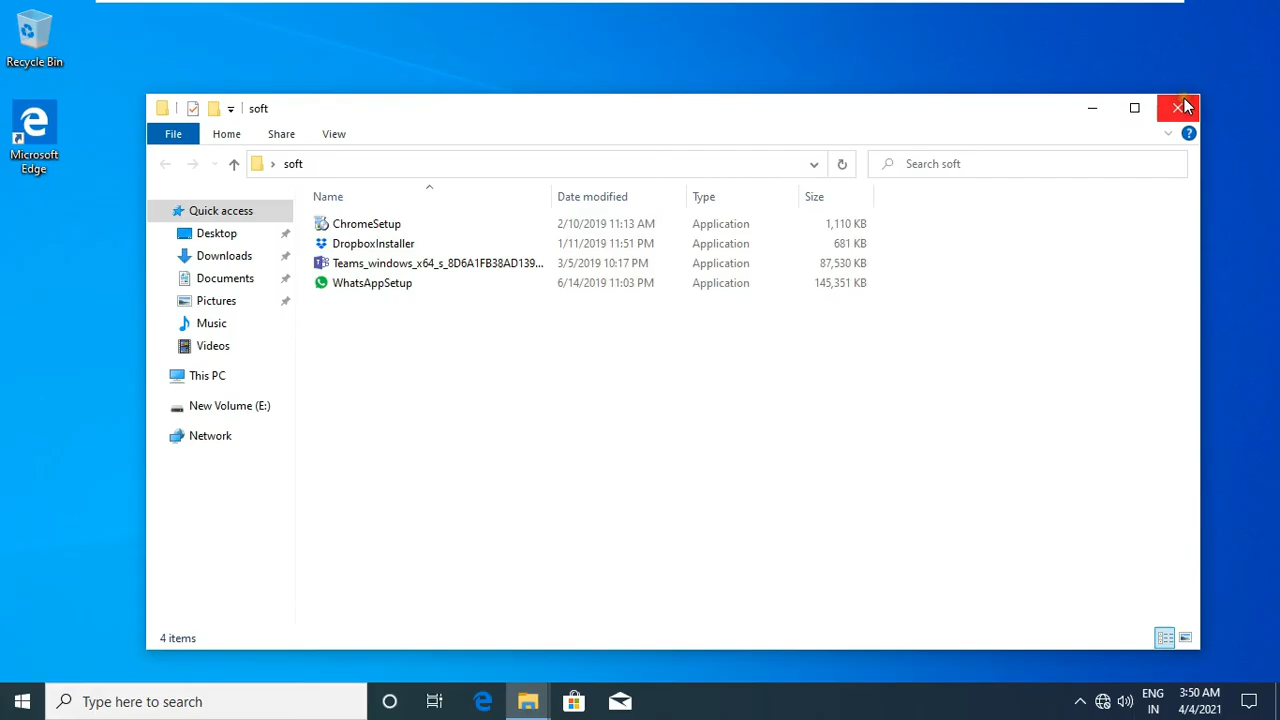 Recycle Bin
Microsoft
Edge
soft
File Home Share View
soft
Search soft
Name Date modified Type Size
Quick access
Desktop
Downloads
Documents
Pictures
Music
Videos
This PC
New Volume (E:)
Network
ChromeSetup 2/10/2019 11:13 AM Application 1,110 KB
DropboxInstaller 1/11/2019 11:51 PM Application 681 KB
Teams_windows_x64_s_8D6A1FB38AD139... 3/5/2019 10:17 PM Application 87,530 KB
WhatsAppSetup 6/14/2019 11:03 PM Application 145,351 KB
4 items
Type here to search
ENG
IN
3:50 AM
4/4/2021